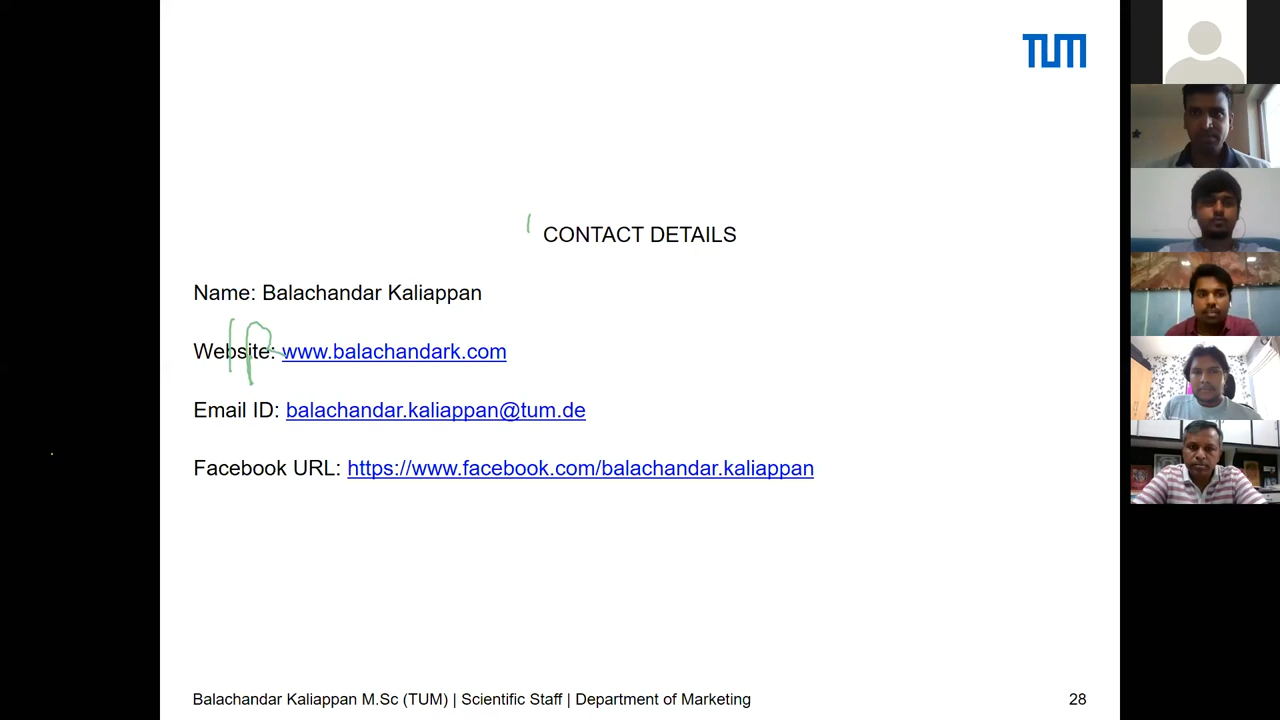 TUM
CONTACT DETAILS
Name: Balachandar Kaliappan
Website: www.balachandark.com
Email ID: balachandar.kaliappan@tum.de
Facebook URL: https://www.facebook.com/balachandar.kaliappan
Balachandar Kaliappan M.Sc (TUM) | Scientific Staff | Department of Marketing
28